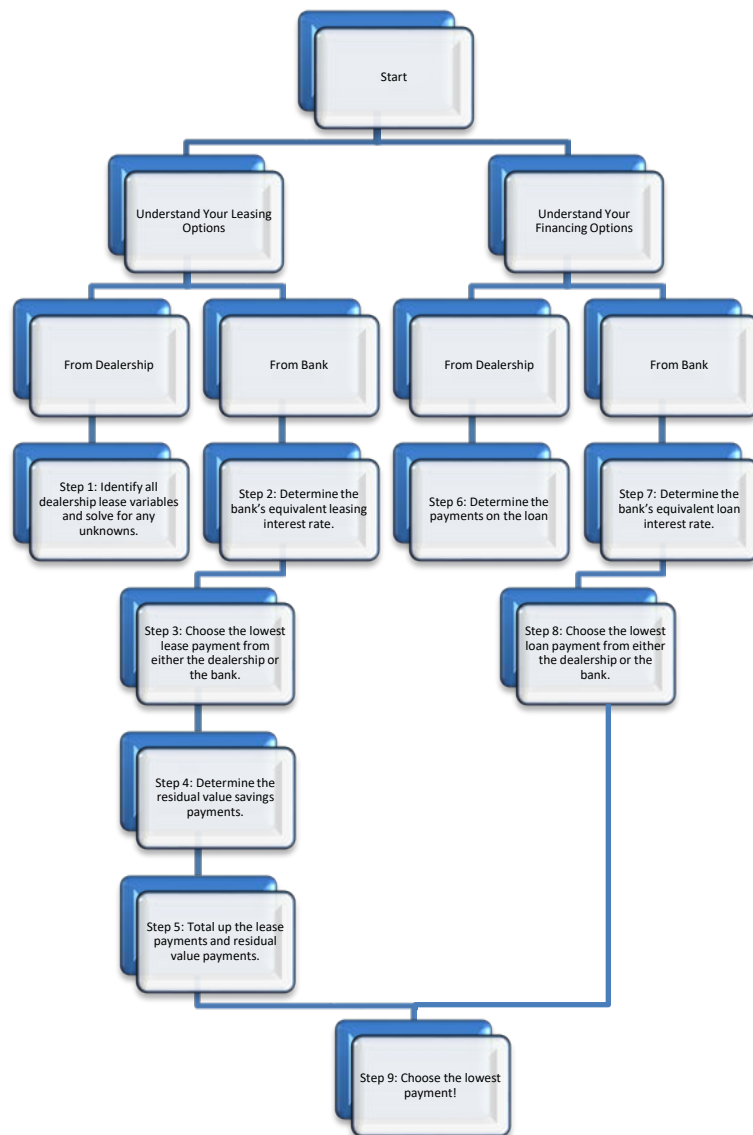 Start
Understand Your Leasing
Options
Understand Your
Financing Options
From Dealership
From Bank
From Dealership
From Bank
Step 1: Identify all
dealership lease variables
and solve for any
unknowns.
Step 2: Determine the
bank's equivalent leasing
interest rate.
Step 6: Determine the
payments on the loan
Step 7: Determine the
bank's equivalent loan
interest rate.
Step 3: Choose the lowest
lease payment from
either the dealership or
the bank.
Step 8: Choose the lowest
loan payment from either
the dealership or the
bank.
Step 4: Determine the
residual value savings
payments.
Step 5: Total up the lease
payments and residual
value payments.
Step 9: Choose the lowest
payment!